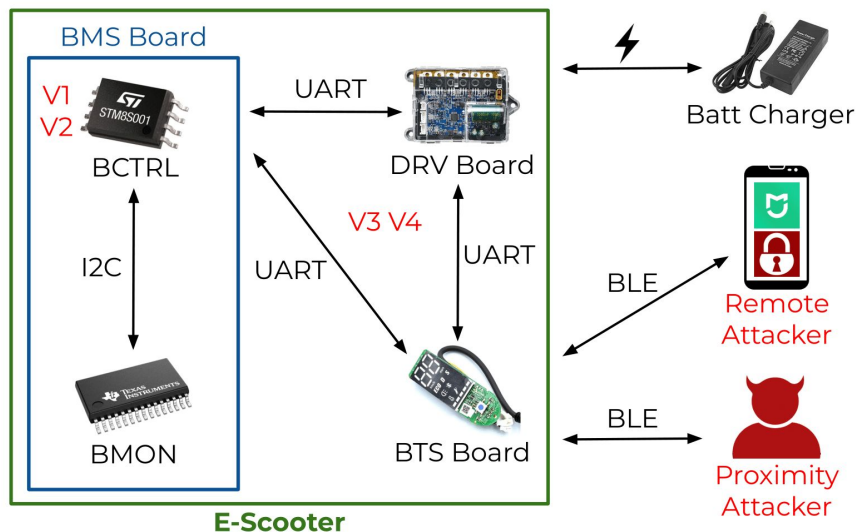 BMS Board
V1
V2
ST
STM8S001
BCTRL
I2C
TEXAS
INSTRUMENTS
BMON
UART
DRV Board
V3 V4
UART
UART
BTS Board
E-Scooter
Batt Charger
BLE
Remote
Attacker
BLE
Proximity
Attacker